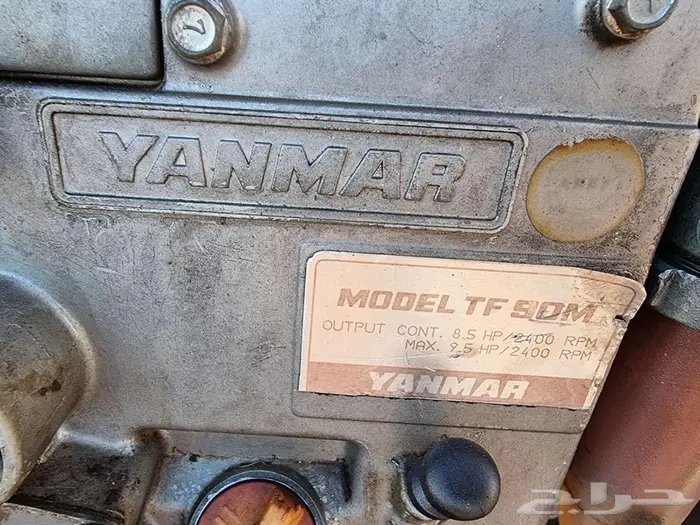 YANMAR
MODEL TF 90M
OUTPUT CONT. 8.5 HP/2400 RPM
MAX. 9.5 HP/2400 RPM
YANMAR
7
حراج